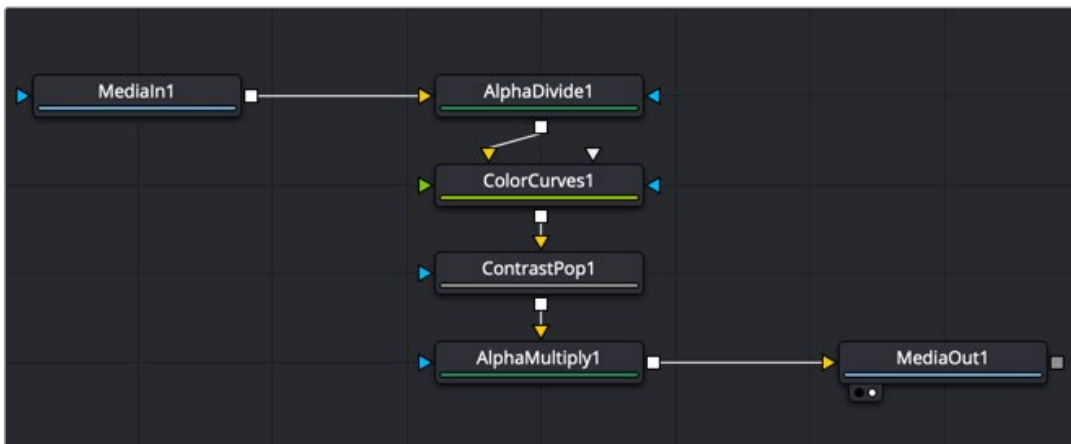 MediaIn1
AlphaDivide1
ColorCurves1
ContrastPop1
AlphaMultiply1
MediaOut1